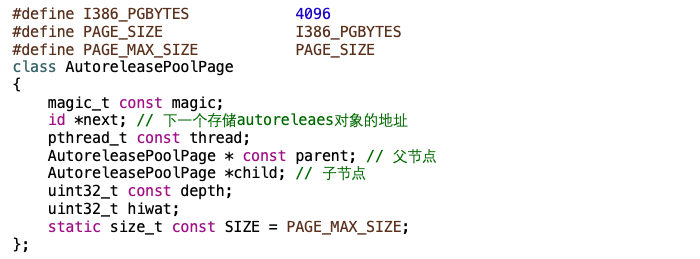 #define I386_PGBYTES 4096
#define PAGE_SIZE I386_PGBYTES
#define PAGE_MAX_SIZE PAGE_SIZE
class AutoreleasePoolPage
{
magic_t const magic;
id *next; // 下一个存储autoreleaes对象的地址
pthread_t const thread;
AutoreleasePoolPage * const parent; // 父节点
AutoreleasePoolPage *child; // 子节点
uint32_t const depth;
uint32_t hiwat;
static size_t const SIZE = PAGE_MAX_SIZE;
};